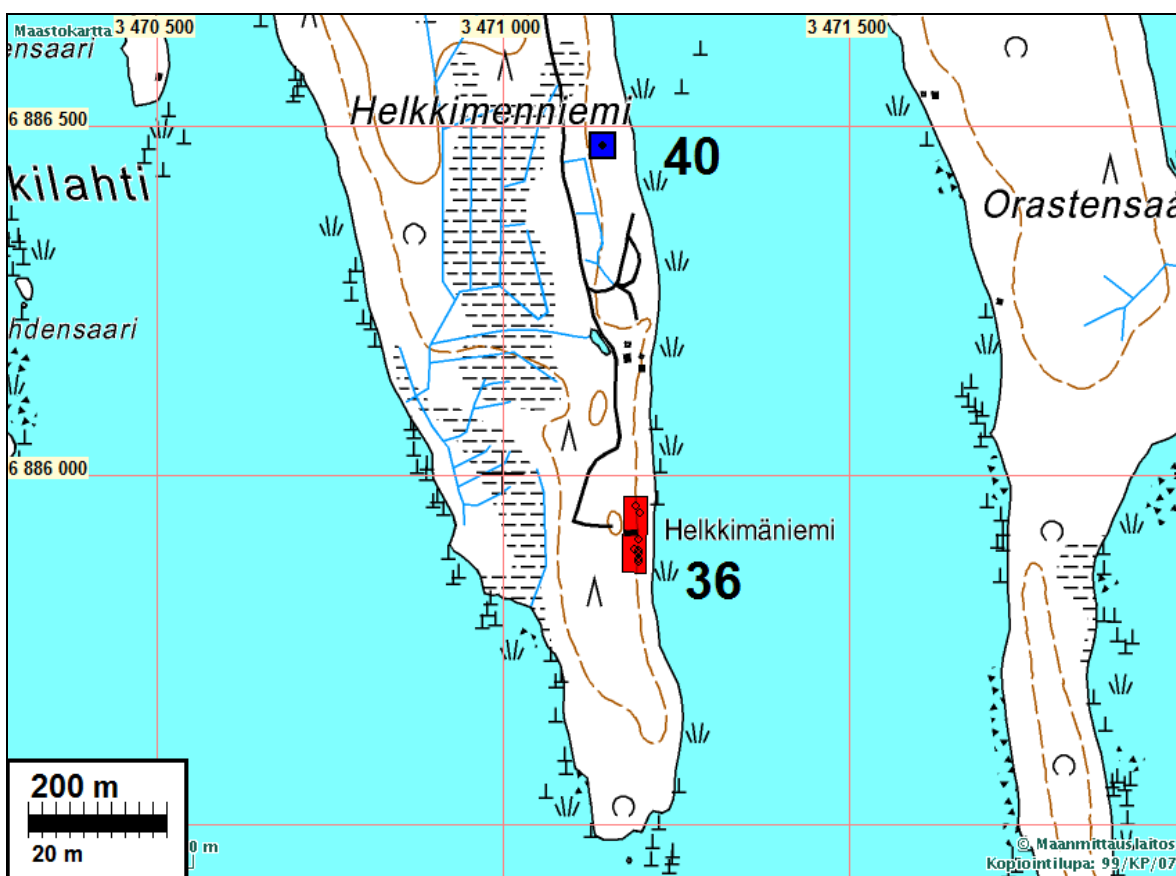 Maastokartta
3 470 500
3 471 000
3 471 500
ensaari
Helkkimenniemi
6 886 500
40
kilahti
Orastensaa
hdensaari
6 886 000
Helkkimäniemi
36
200 m
20 m
0 m
© Maanmittauslaitos
Kopiointilupa: 99/KP/07